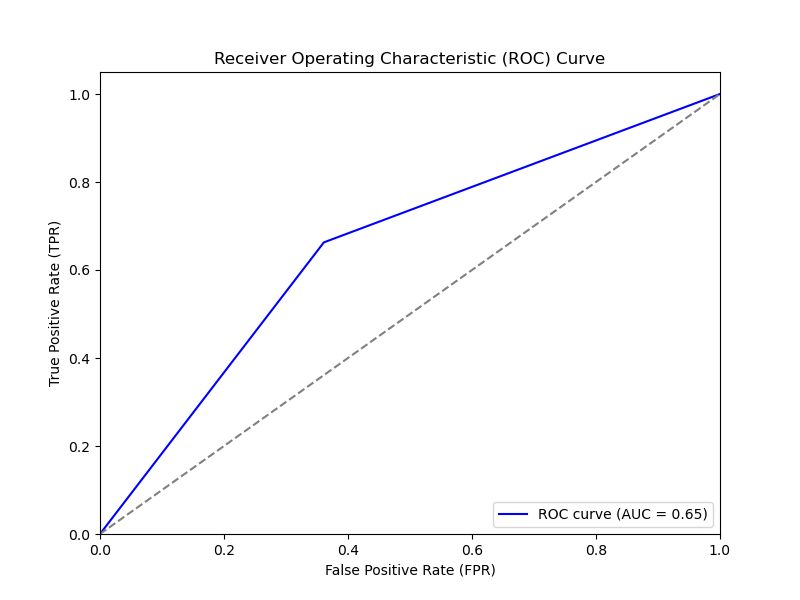 Receiver Operating Characteristic (ROC) Curve
True Positive Rate (TPR)
1.0
0.8
0.6
0.4
0.2
0.0
ROC curve (AUC = 0.65)
0.0 0.2 0.4 0.6 0.8 1.0
False Positive Rate (FPR)